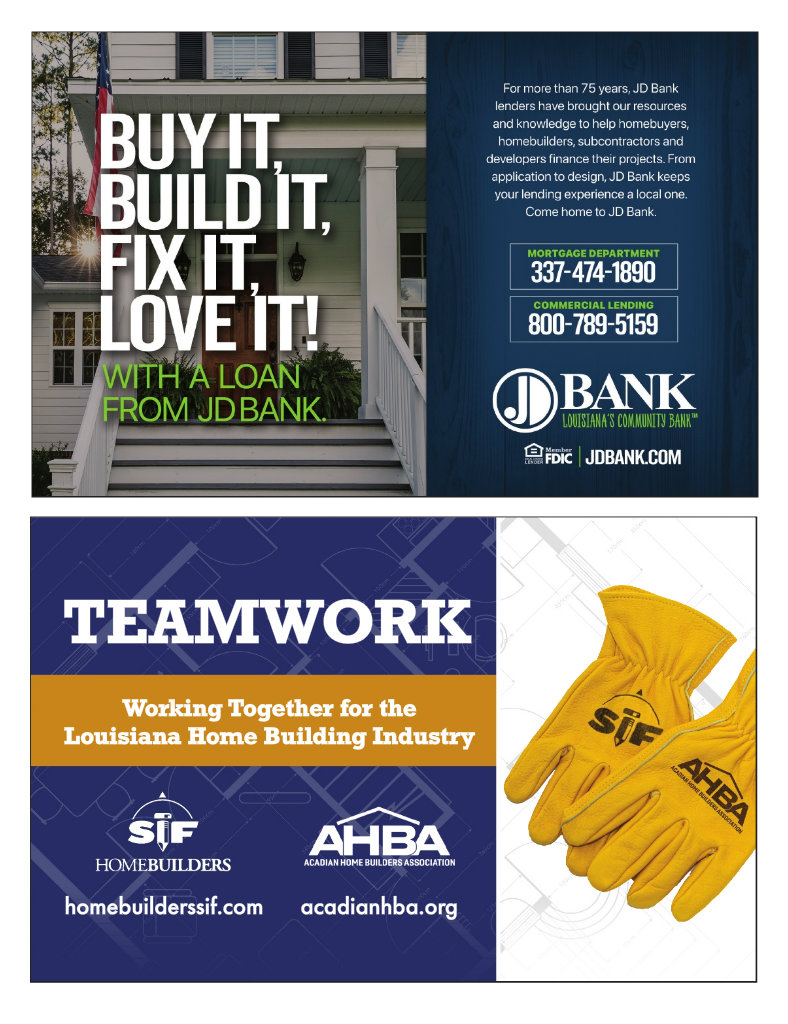 BUY IT,
BUILD IT,
FIX IT,
LOVE IT!
WITH A LOAN
FROM JD BANK.
For more than 75 years, JD Bank
lenders have brought our resources
and knowledge to help homebuyers,
homebuilders, subcontractors and
developers finance their projects. From
application to design, JD Bank keeps
your lending experience a local one.
Come home to JD Bank.
MORTGAGE DEPARTMENT
337-474-1890
COMMERCIAL LENDING
800-789-5159
JD BANK
LOUISIANA'S COMMUNITY BANK™
Member
FDIC | JDBANK.COM
TEAMWORK
Working Together for the
Louisiana Home Building Industry
SIF
HOMEBUILDERS
homebuilderssif.com
AHBA
ACADIAN HOME BUILDERS ASSOCIATION
acadianhba.org
SIF
AHBA
ACADIAN HOME BUILDERS ASSOCIATION